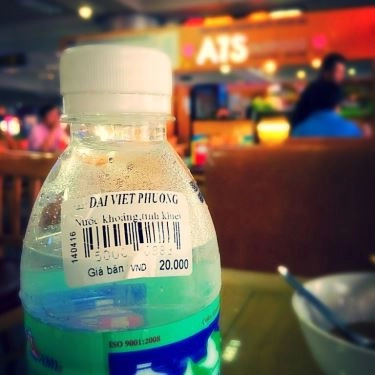 ATS
DAI VIET PHUONG
Nước khoáng tinh khiết
140416
Giá bán VND 20.000
ISO 9001:2008